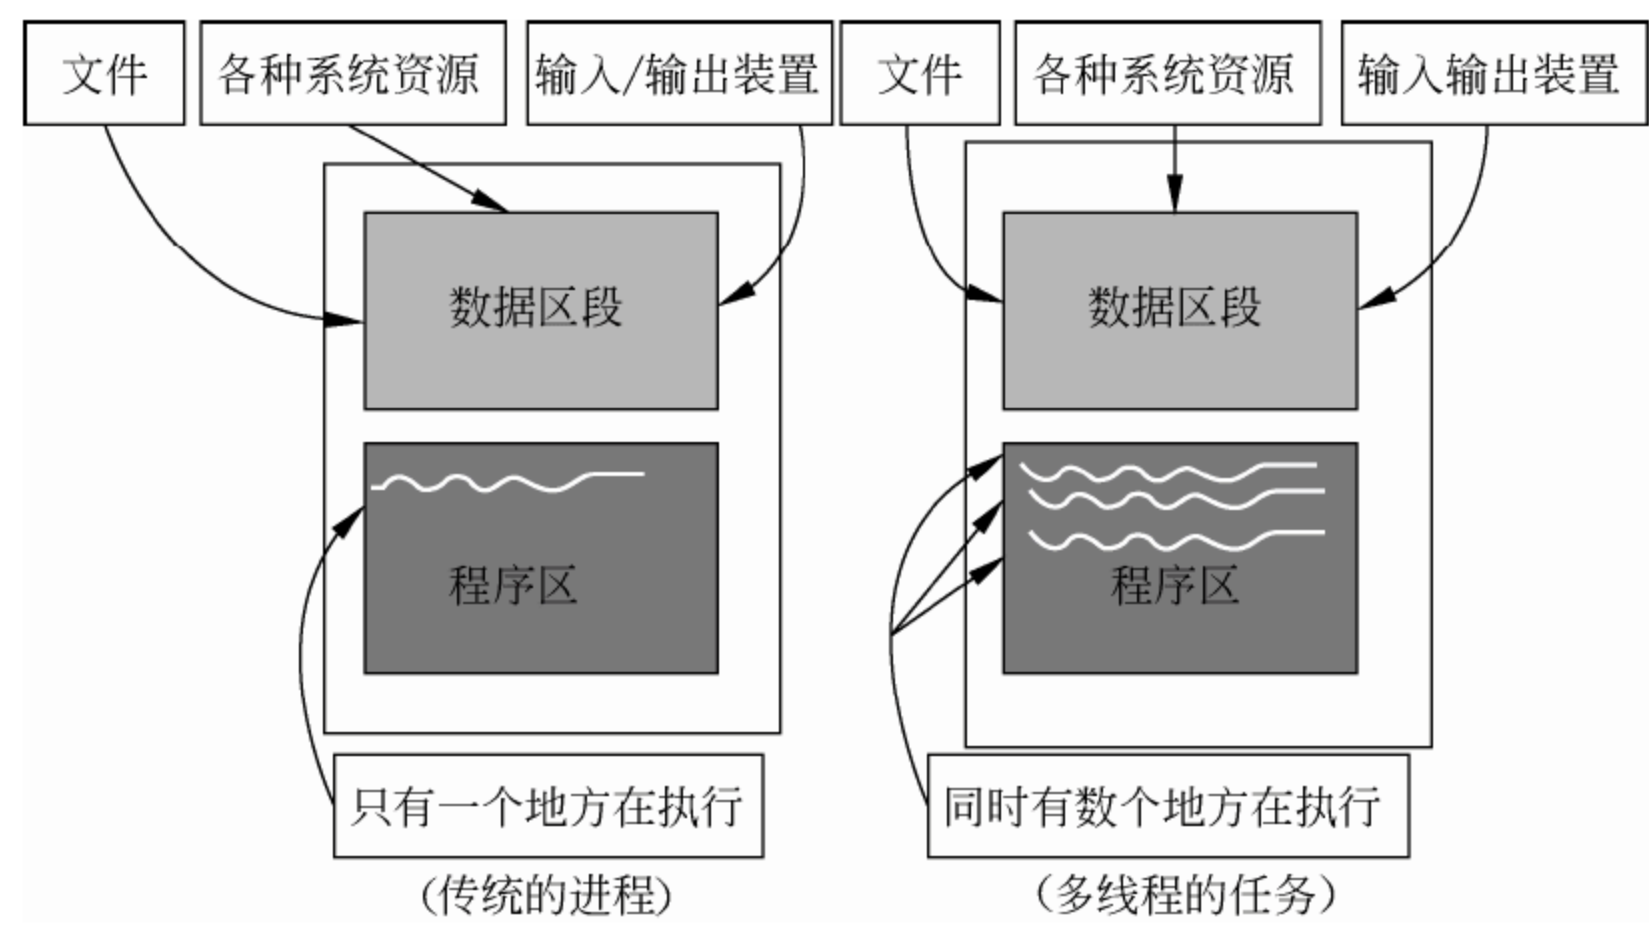 文件
各种系统资源
输入/输出装置
文件
各种系统资源
输入输出装置
数据区段
数据区段
程序区
程序区
只有一个地方在执行
同时有数个地方在执行
(传统的进程)
（多线程的任务）